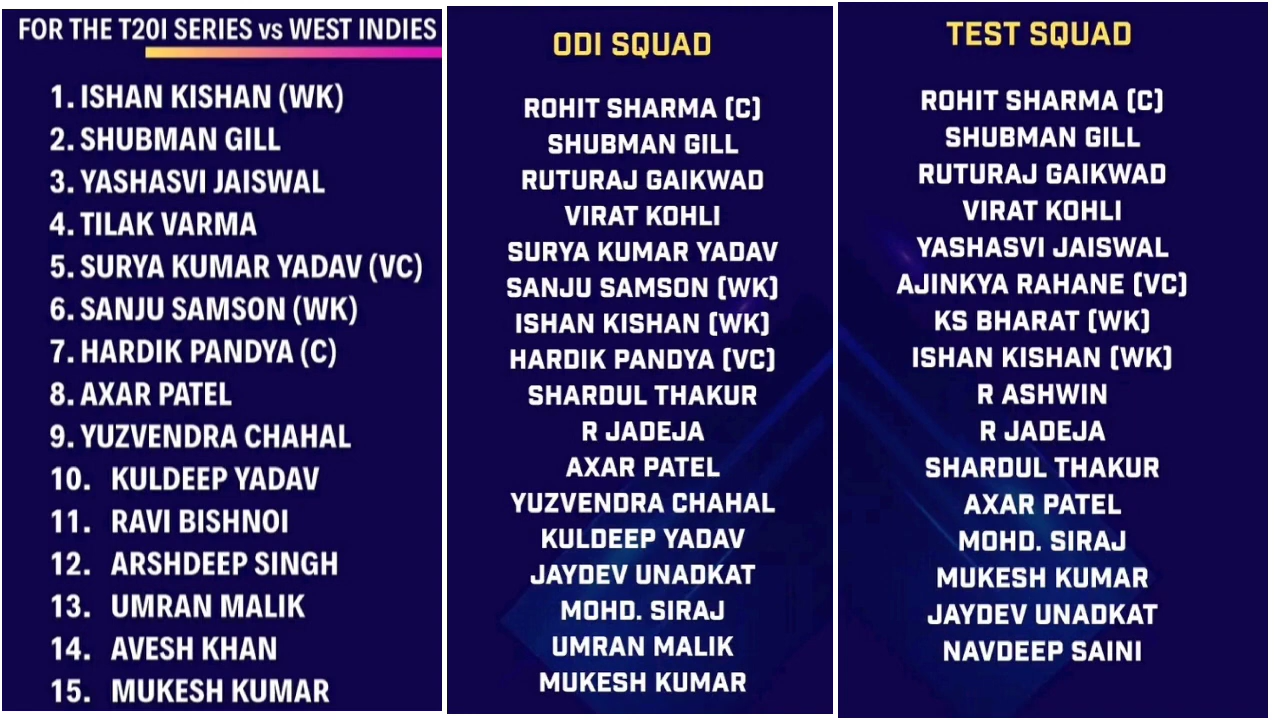 FOR THE T20I SERIES vs WEST INDIES
1. ISHAN KISHAN (WK)
2. SHUBMAN GILL
3. YASHASVI JAISWAL
4. TILAK VARMA
5. SURYA KUMAR YADAV (VC)
6. SANJU SAMSON (WK)
7. HARDIK PANDYA (C)
8. AXAR PATEL
9. YUZVENDRA CHAHAL
10. KULDEEP YADAV
11. RAVI BISHNOI
12. ARSHDEEP SINGH
13. UMRAN MALIK
14. AVESH KHAN
15. MUKESH KUMAR
ODI SQUAD
ROHIT SHARMA (C)
SHUBMAN GILL
RUTURAJ GAIKWAD
VIRAT KOHLI
SURYA KUMAR YADAV
SANJU SAMSON (WK)
ISHAN KISHAN (WK)
HARDIK PANDYA (VC)
SHARDUL THAKUR
R JADEJA
AXAR PATEL
YUZVENDRA CHAHAL
KULDEEP YADAV
JAYDEV UNADKAT
MOHD. SIRAJ
UMRAN MALIK
MUKESH KUMAR
TEST SQUAD
ROHIT SHARMA (C)
SHUBMAN GILL
RUTURAJ GAIKWAD
VIRAT KOHLI
YASHASVI JAISWAL
AJINKYA RAHANE (VC)
KS BHARAT (WK)
ISHAN KISHAN (WK)
R ASHWIN
R JADEJA
SHARDUL THAKUR
AXAR PATEL
MOHD. SIRAJ
MUKESH KUMAR
JAYDEV UNADKAT
NAVDEEP SAINI